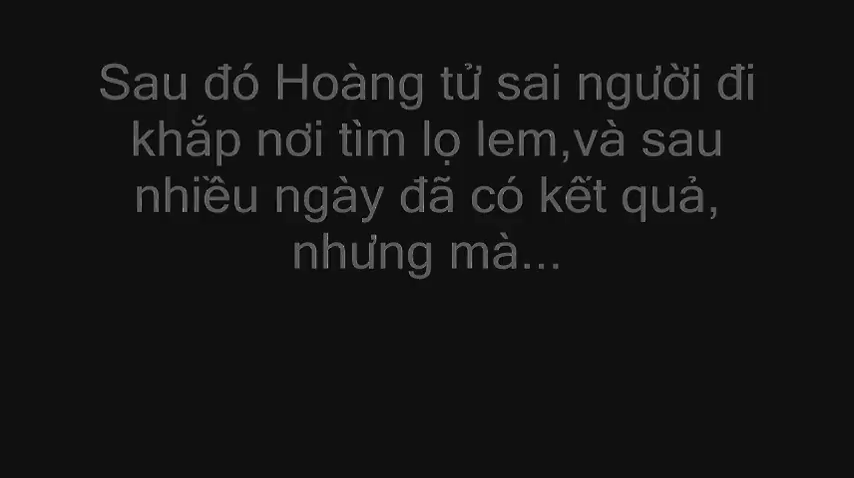 Sau đó Hoàng tử sai người đi
khắp nơi tìm lọ lem,và sau
nhiều ngày đã có kết quả,
nhưng mà...